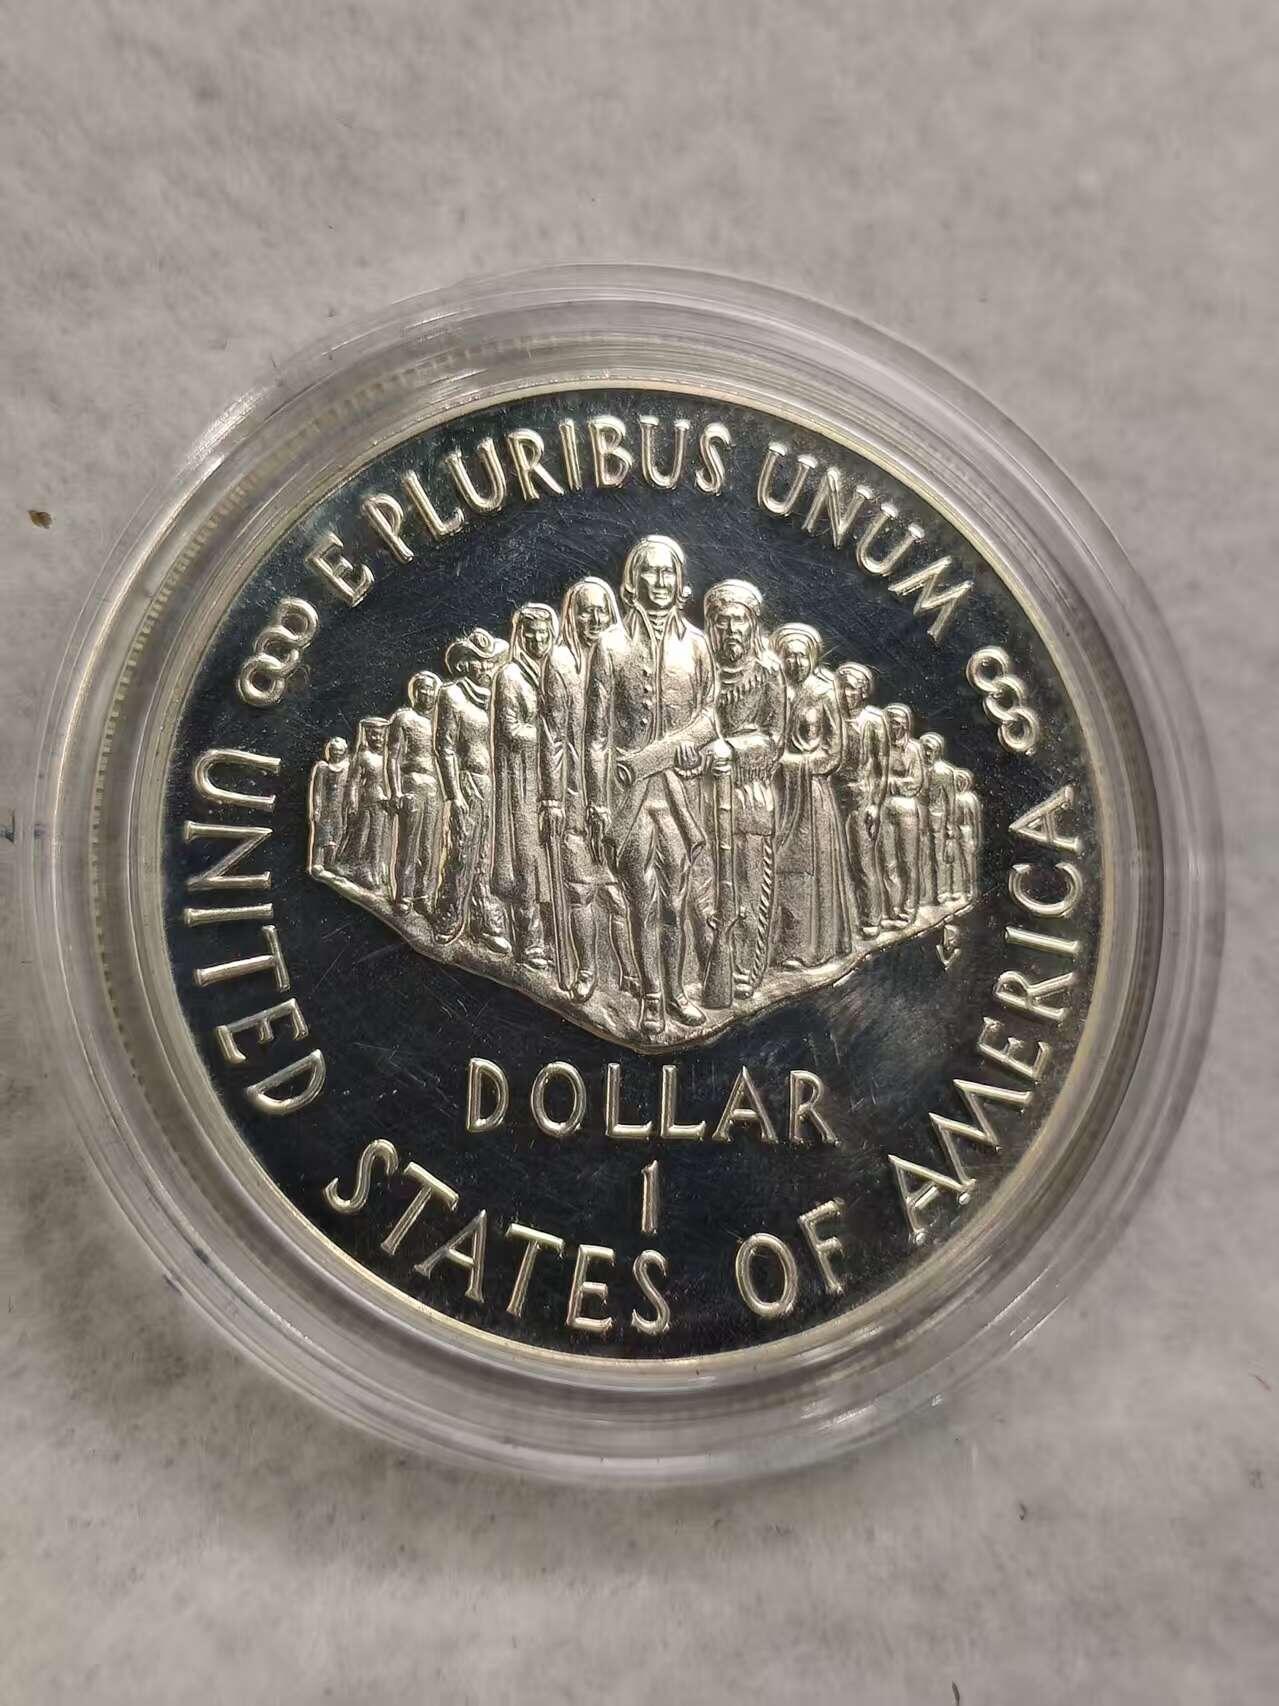 E PLURIBUS UNUM
DOLLAR
1
UNITED STATES OF AMERICA